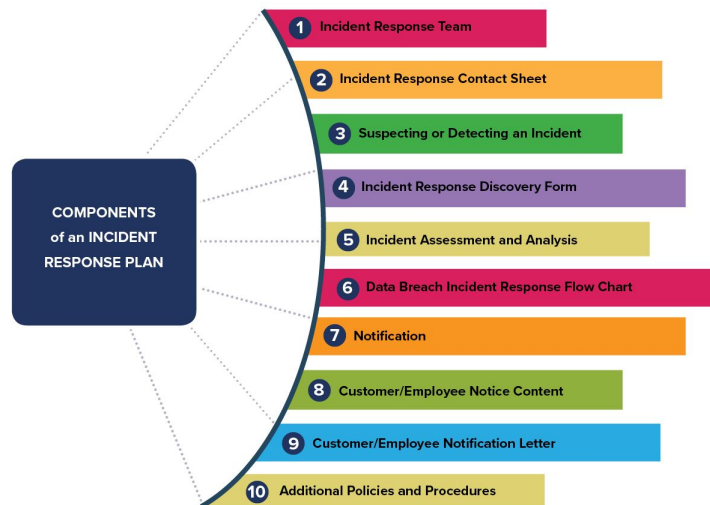 COMPONENTS
of an INCIDENT
RESPONSE PLAN
1 Incident Response Team
2 Incident Response Contact Sheet
3 Suspecting or Detecting an Incident
4 Incident Response Discovery Form
5 Incident Assessment and Analysis
6 Data Breach Incident Response Flow Chart
7 Notification
8 Customer/Employee Notice Content
9 Customer/Employee Notification Letter
10 Additional Policies and Procedures